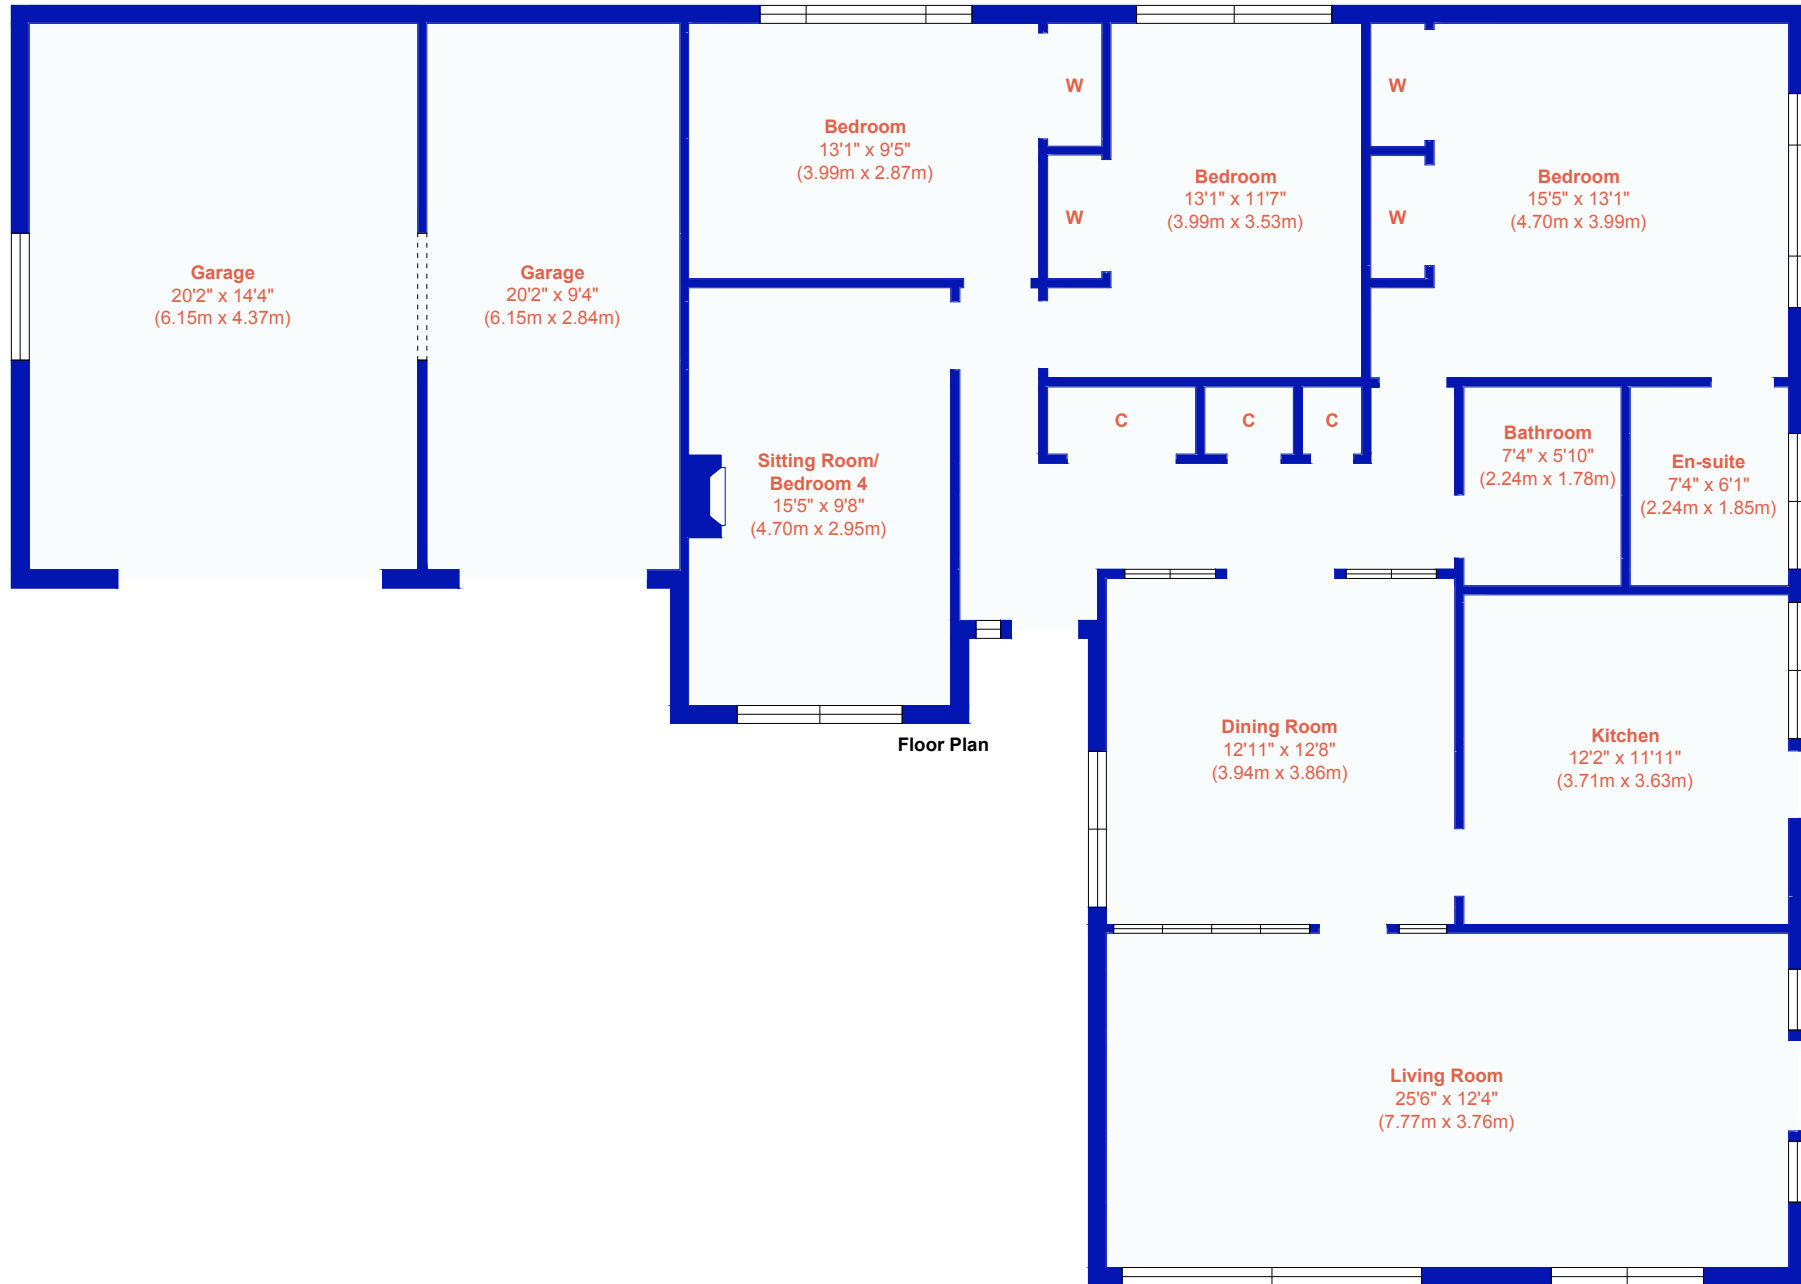 W
W
Bedroom
13'1" x 9'5"
(3.99m x 2.87m)
Bedroom
13'1" x 11'7"
(3.99m x 3.53m)
Bedroom
15'5" x 13'1"
(4.70m x 3.99m)
W
W
Garage
20'2" x 14'4"
(6.15m x 4.37m)
Garage
20'2" x 9'4"
(6.15m x 2.84m)
C
C
C
Bathroom
7'4" x 5'10"
(2.24m x 1.78m)
Sitting Room/
Bedroom 4
15'5" x 9'8"
(4.70m x 2.95m)
En-suite
7'4" x 6'1"
(2.24m x 1.85m)
Dining Room
12'11" x 12'8"
(3.94m x 3.86m)
Kitchen
12'2" x 11'11"
(3.71m x 3.63m)
Floor Plan
Living Room
25'6" x 12'4"
(7.77m x 3.76m)